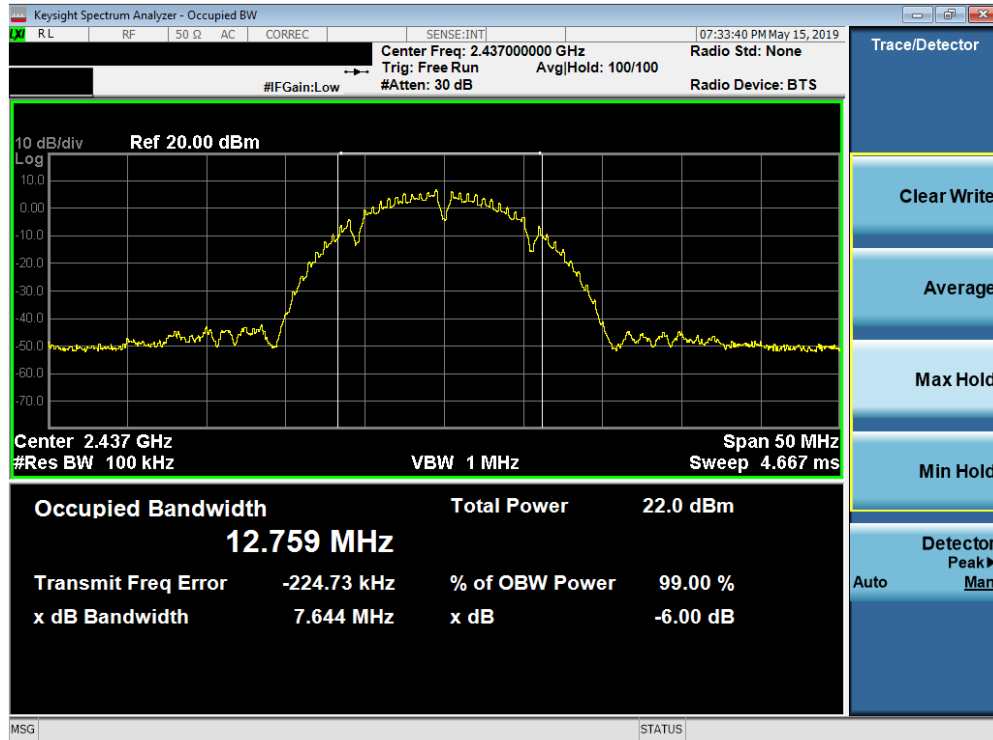 Keysight Spectrum Analyzer - Occupied BW
LXI RL RF 50 Ω AC CORREC SENSE:INT 07:33:40 PM May 15, 2019
Center Freq: 2.437000000 GHz Radio Std: None
Trig: Free Run Avg|Hold: 100/100
#IFGain:Low #Atten: 30 dB Radio Device: BTS
10 dB/div Ref 20.00 dBm
Log
10.0
0.00
-10.0
-20.0
-30.0
-40.0
-50.0
-60.0
-70.0
Center 2.437 GHz Span 50 MHz
#Res BW 100 kHz VBW 1 MHz Sweep 4.667 ms
Occupied Bandwidth Total Power 22.0 dBm
12.759 MHz
Transmit Freq Error -224.73 kHz % of OBW Power 99.00 %
x dB Bandwidth 7.644 MHz x dB -6.00 dB
Trace/Detector
Clear Write
Average
Max Hold
Min Hold
Detector
Peak▶
Auto Man
MSG STATUS